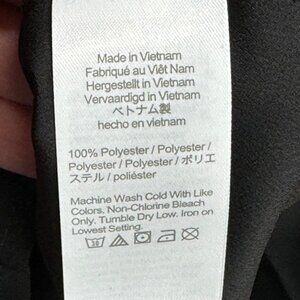 Made in Vietnam
Fabriqué au Việt Nam
Hergestellt in Vietnam
Vervaardigd in Vietnam
ベトナム製
hecho en vietnam
100% Polyester / Polyester /
Polyester / Polyester / ポリエ
ステル / poliéster
Machine Wash Cold With Like
Colors. Non-Chlorine Bleach
Only. Tumble Dry Low. Iron on
Lowest Setting.
30